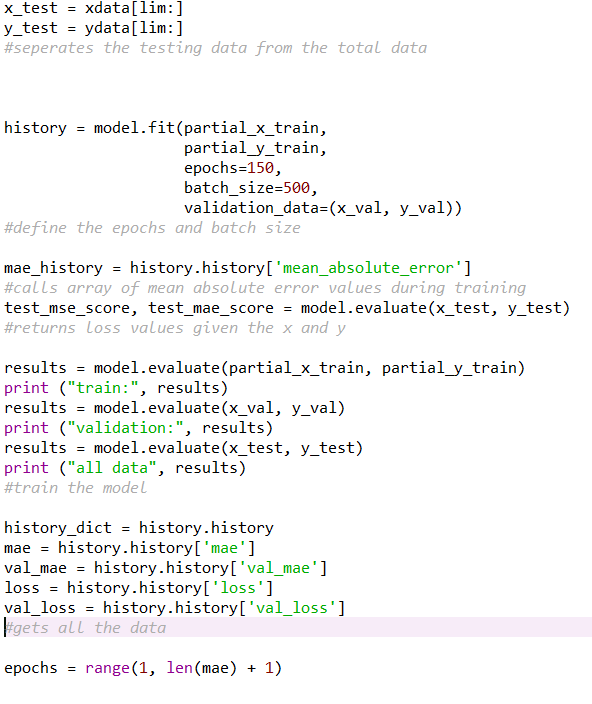 x_test = xdata[lim:]
y_test = ydata[lim:]
#seperates the testing data from the total data
history = model.fit(partial_x_train,
partial_y_train,
epochs=150,
batch_size=500,
validation_data=(x_val, y_val))
#define the epochs and batch size
mae_history = history.history['mean_absolute_error']
#calls array of mean absolute error values during training
test_mse_score, test_mae_score = model.evaluate(x_test, y_test)
#returns loss values given the x and y
results = model.evaluate(partial_x_train, partial_y_train)
print ("train:", results)
results = model.evaluate(x_val, y_val)
print ("validation:", results)
results = model.evaluate(x_test, y_test)
print ("all data", results)
#train the model
history_dict = history.history
mae = history.history['mae']
val_mae = history.history['val_mae']
loss = history.history['loss']
val_loss = history.history['val_loss']
#gets all the data
epochs = range(1, len(mae) + 1)